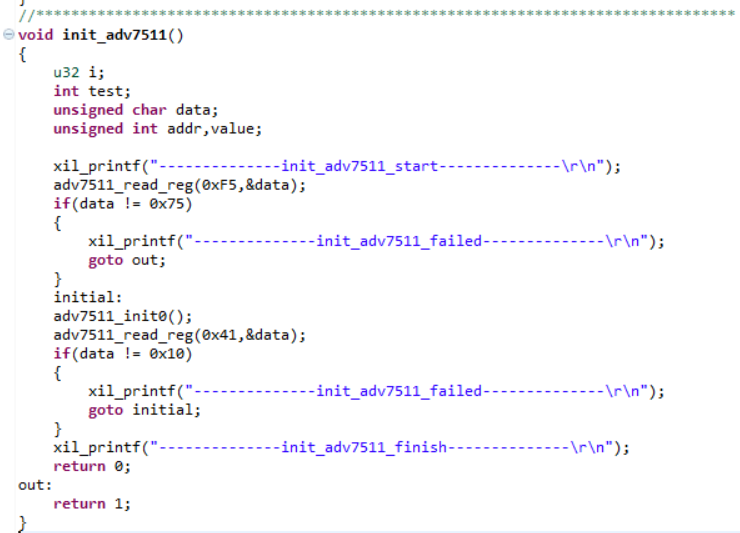 }
//********************************************************************************
void init_adv7511()
{
    u32 i;
    int test;
    unsigned char data;
    unsigned int addr,value;

    xil_printf("--------------init_adv7511_start--------------\r\n");
    adv7511_read_reg(0xF5,&data);
    if(data != 0x75)
    {
        xil_printf("--------------init_adv7511_failed--------------\r\n");
        goto out;
    }
    initial:
    adv7511_init0();
    adv7511_read_reg(0x41,&data);
    if(data != 0x10)
    {
        xil_printf("--------------init_adv7511_failed--------------\r\n");
        goto initial;
    }
    xil_printf("--------------init_adv7511_finish--------------\r\n");
    return 0;
out:
    return 1;
}